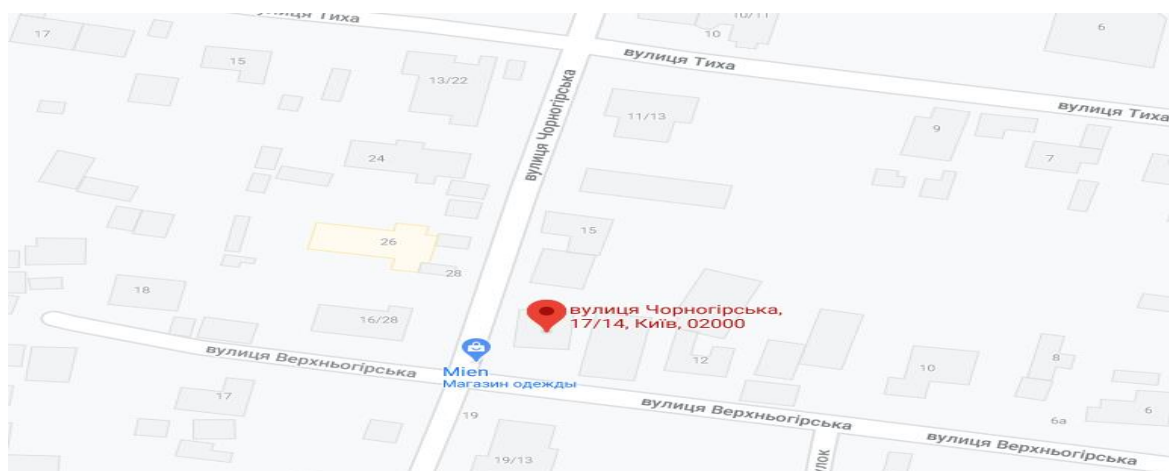 вулиця Тиха
10/11
6
17
10
15
вулиця Тиха
13/22
вулиця Тиха
вулиця Чорногірська
11/13
9
24
7
15
26
28
18
вулиця Чорногірська,
17/14, Київ, 02000
16/28
вулиця Верхньогірська
Mien
Магазин одежды
12
10
8
17
вулиця Верхньогірська
6
19
6а
вулиця Верхньогірська
19/13